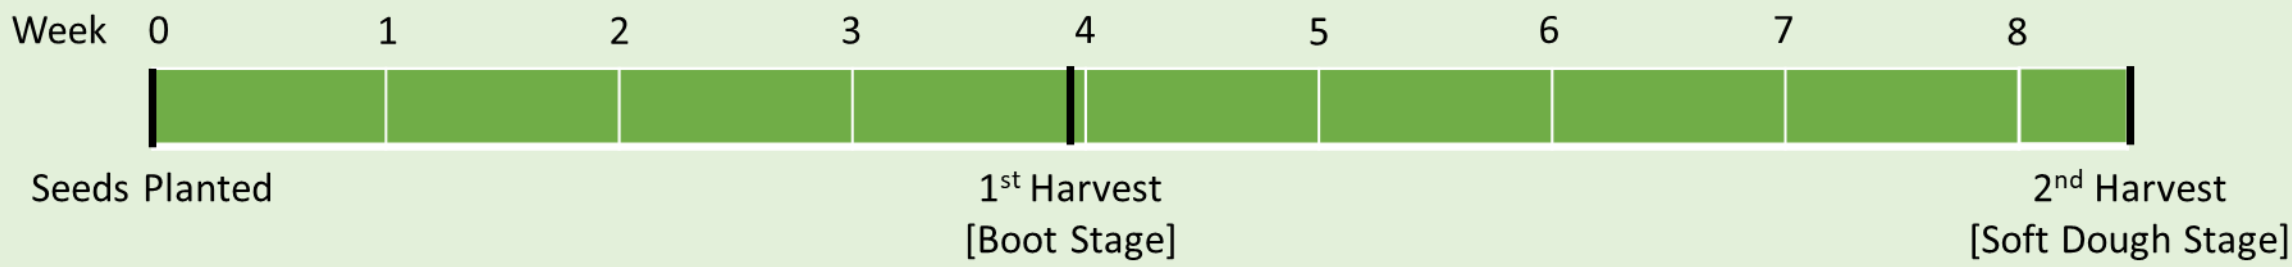 Week 0 1 2 3 4 5 6 7 8
Seeds Planted 1st Harvest 2nd Harvest
[Boot Stage] [Soft Dough Stage]